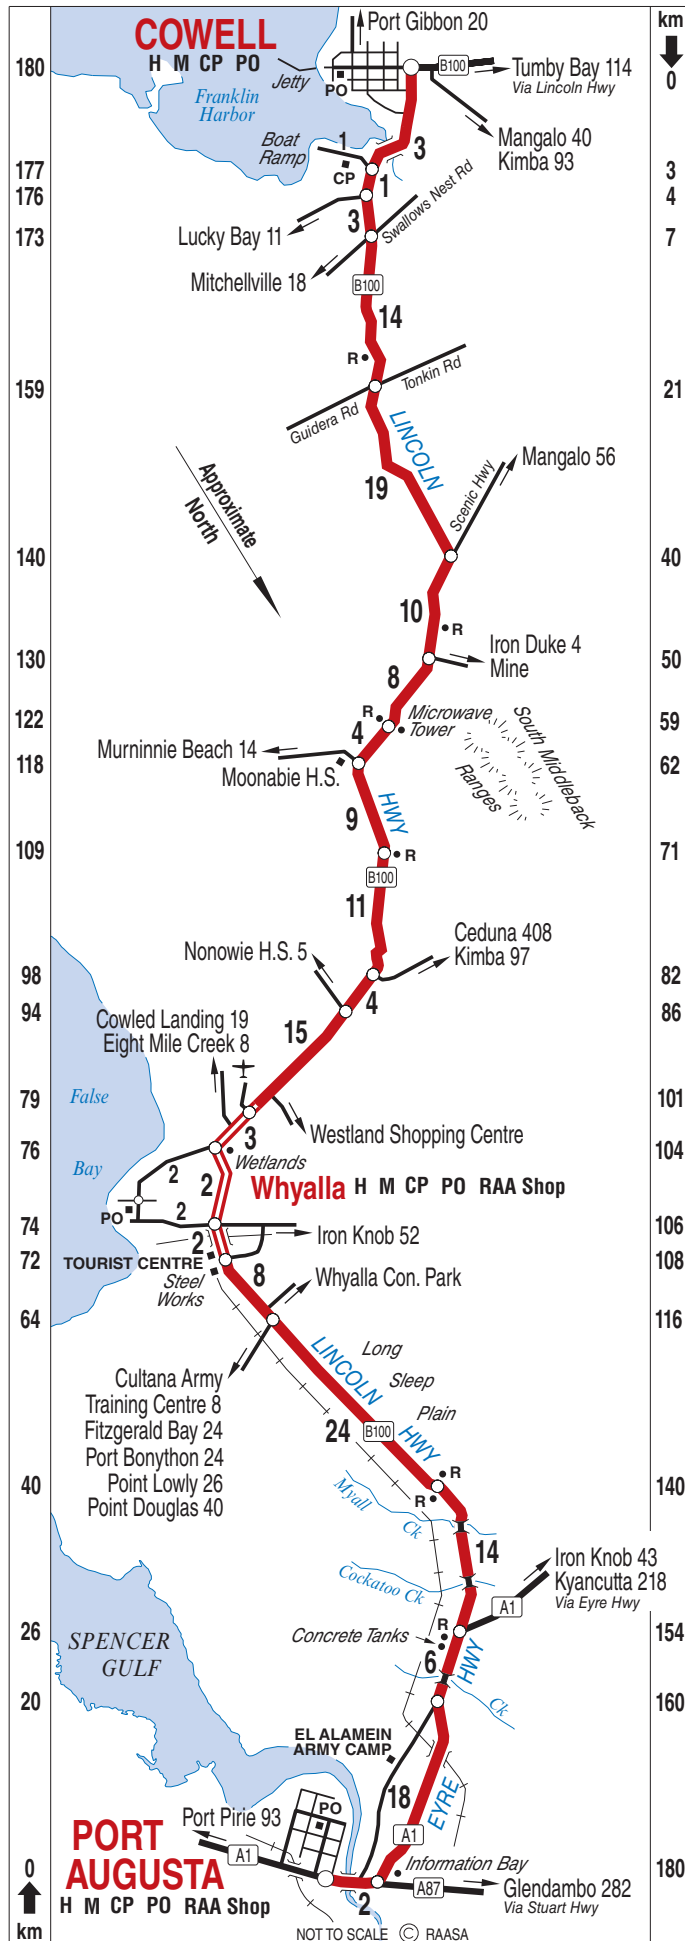 km
0
COWELL
H M CP PO
Port Gibbon 20
180
B100
Tumby Bay 114
Via Lincoln Hwy
PO
Jetty
Franklin
Harbor
Mangalo 40
Kimba 93
3
Boat
Ramp
1
CP
177
3
1
176
4
Swallows Nest Rd
3
Lucky Bay 11
173
7
Mitchellville 18
B100
14
R
159
Tonkin Rd
21
Guidera Rd
LINCOLN
19
Mangalo 56
Scenic Hwy
Approximate
North
140
40
10
R
Iron Duke 4
Mine
130
50
8
R
Microwave
Tower
122
59
4
South Middleback
Ranges
Murninnie Beach 14
118
62
Moonabie H.S.
9
HWY
109
R
71
B100
11
Ceduna 408
Kimba 97
Nonowie H.S. 5
98
82
4
94
86
Cowled Landing 19
Eight Mile Creek 8
15
79
101
False
Bay
3
Westland Shopping Centre
76
104
Wetlands
2
2
Whyalla H M CP PO RAA Shop
PO
2
74
106
Iron Knob 52
2
TOURIST CENTRE
72
108
Steel
Works
8
Whyalla Con. Park
64
116
Cultana Army
Training Centre 8
Fitzgerald Bay 24
Port Bonython 24
Point Lowly 26
Point Douglas 40
LINCOLN
Long
Sleep
Plain
24
B100
HWY
R
40
140
R
Myall
Ck
14
Iron Knob 43
Kyancutta 218
Via Eyre Hwy
Cockatoo Ck
A1
R
26
154
Concrete Tanks
6
HWY
SPENCER
GULF
20
160
Ck
EL ALAMEIN
ARMY CAMP
18
EYRE
PO
Port Pirie 93
A1
PORT
AUGUSTA
A1
Information Bay
0
180
H M CP PO RAA Shop
2
A87
Glendambo 282
Via Stuart Hwy
km
NOT TO SCALE © RAASA